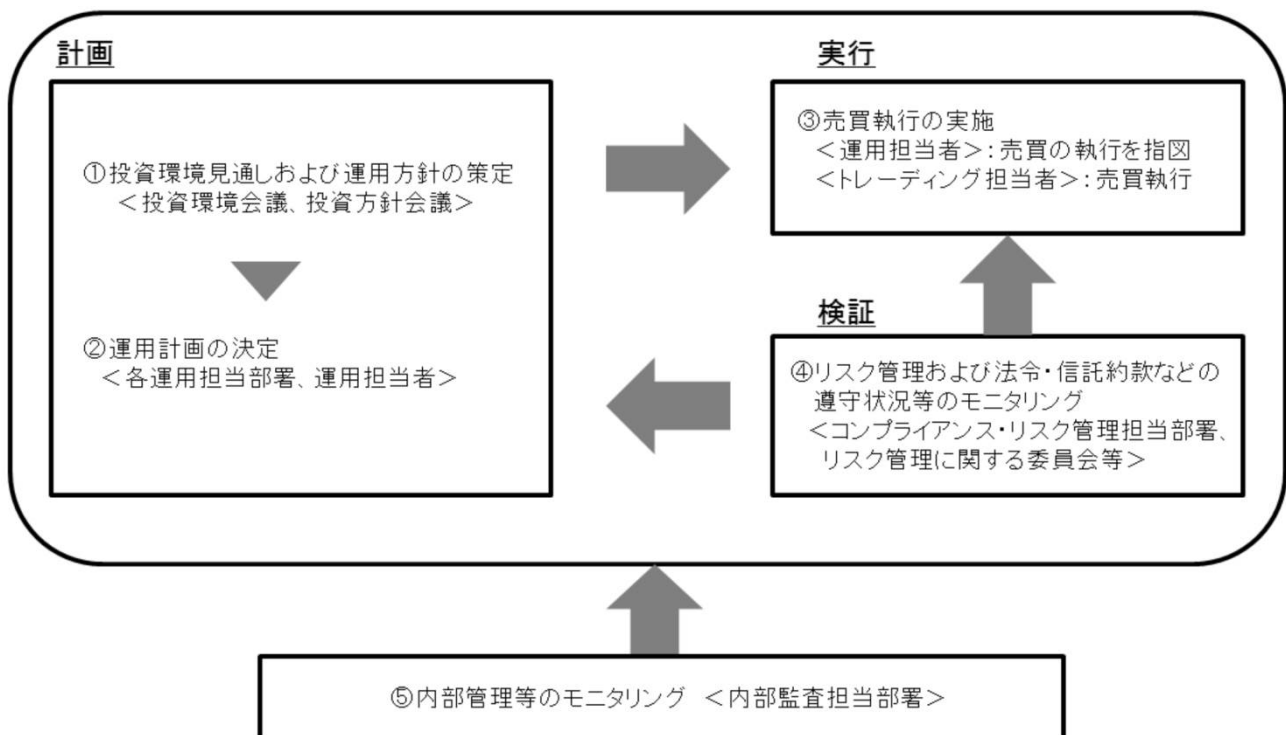 計画
①投資環境見通しおよび運用方針の策定
＜投資環境会議、投資方針会議＞
②運用計画の決定
＜各運用担当部署、運用担当者＞
実行
③売買執行の実施
＜運用担当者＞：売買の執行を指図
＜トレーディング担当者＞：売買執行
検証
④リスク管理および法令・信託約款などの
遵守状況等のモニタリング
＜コンプライアンス・リスク管理担当部署、
リスク管理に関する委員会等＞
⑤内部管理等のモニタリング ＜内部監査担当部署＞